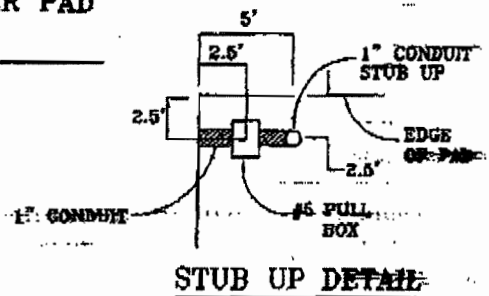 ER PAD
5'
2.5'
1" CONDUIT
STUB UP
2.5'
EDGE
OF PAD
2.5'
1" CONDUIT
#5 PULL
BOX
STUB UP DETAIL